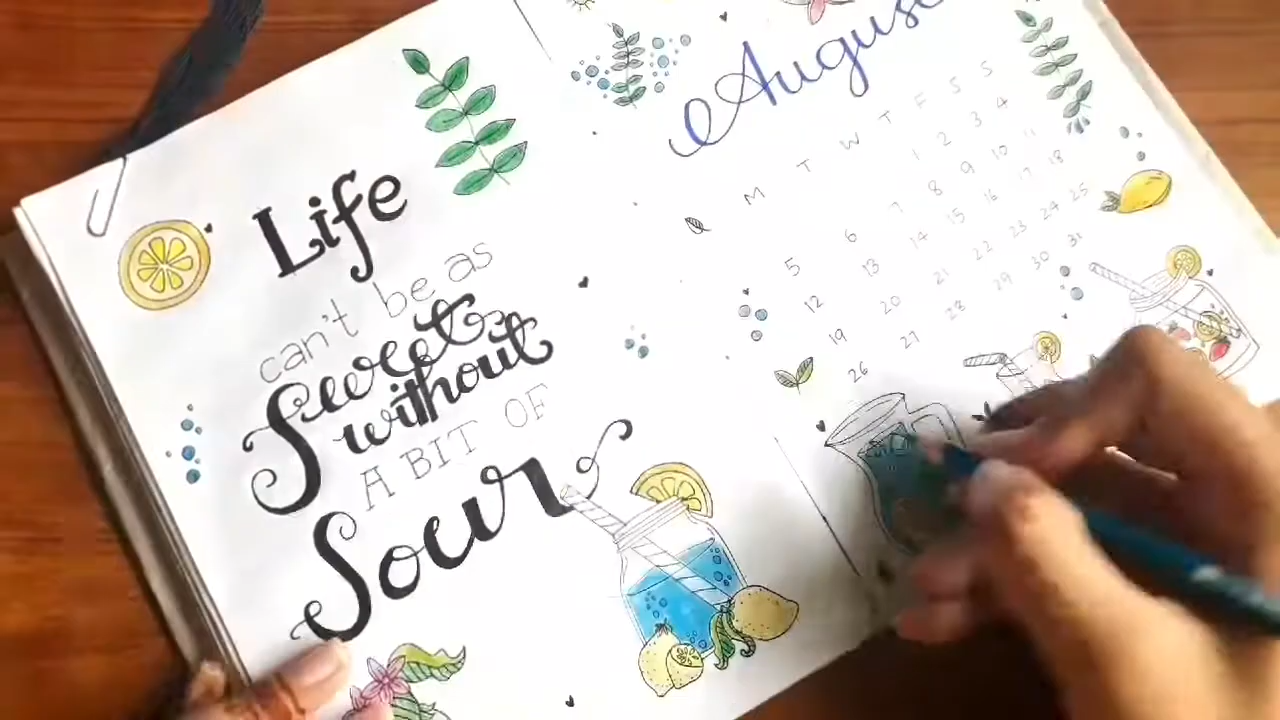 Life
can't be as
Sweet
without
A BIT OF
Sour
August
M T W T F S S
1 2 3 4
5 6 7 8 9 10 11
12 13 14 15 16 17 18
19 20 21 22 23 24 25
26 27 28 29 30 31